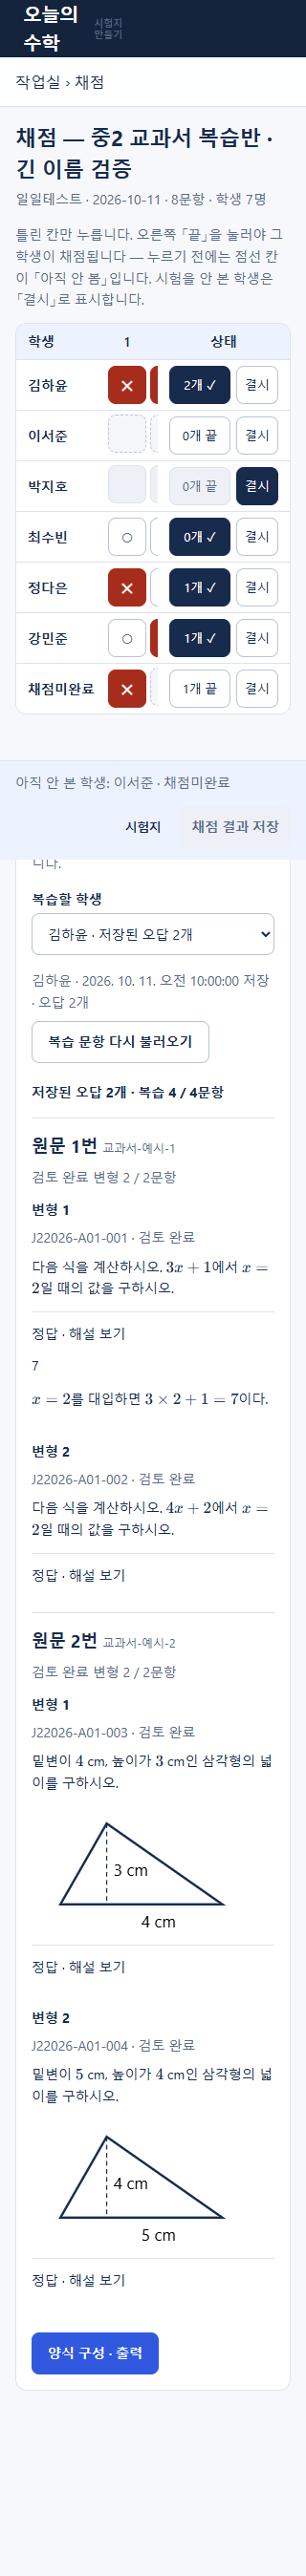 오늘의
수학
시험지
만들기
작업실 › 채점
채점 — 중2 교과서 복습반 ·
긴 이름 검증
일일테스트 · 2026-10-11 · 8문항 · 학생 7명
틀린 칸만 누릅니다. 오른쪽 「끝」을 눌러야 그
학생이 채점됩니다 — 누르기 전에는 점선 칸
이 「아직 안 봄」입니다. 시험을 안 본 학생은
「결시」로 표시합니다.
학생 1 상태
김하윤 ✕ 2개 ✓ 결시
이서준 0개 끝 결시
박지호 0개 끝 결시
최수빈 ○ 0개 ✓ 결시
정다은 ✕ 1개 ✓ 결시
강민준 ○ 1개 ✓ 결시
채점미완료 ✕ 1개 끝 결시
아직 안 본 학생: 이서준 · 채점미완료
시험지 채점 결과 저장
니다.
복습할 학생
김하윤 · 저장된 오답 2개
김하윤 · 2026. 10. 11. 오전 10:00:00 저장
· 오답 2개
복습 문항 다시 불러오기
저장된 오답 2개 · 복습 4 / 4문항
원문 1번 교과서-예시-1
검토 완료 변형 2 / 2문항
변형 1
J22026-A01-001 · 검토 완료
다음 식을 계산하시오. 3x + 1에서 x =
2일 때의 값을 구하시오.
정답 · 해설 보기
7
x = 2를 대입하면 3 × 2 + 1 = 7이다.
변형 2
J22026-A01-002 · 검토 완료
다음 식을 계산하시오. 4x + 2에서 x =
2일 때의 값을 구하시오.
정답 · 해설 보기
원문 2번 교과서-예시-2
검토 완료 변형 2 / 2문항
변형 1
J22026-A01-003 · 검토 완료
밑변이 4 cm, 높이가 3 cm인 삼각형의 넓
이를 구하시오.
3 cm
4 cm
정답 · 해설 보기
변형 2
J22026-A01-004 · 검토 완료
밑변이 5 cm, 높이가 4 cm인 삼각형의 넓
이를 구하시오.
4 cm
5 cm
정답 · 해설 보기
양식 구성 · 출력